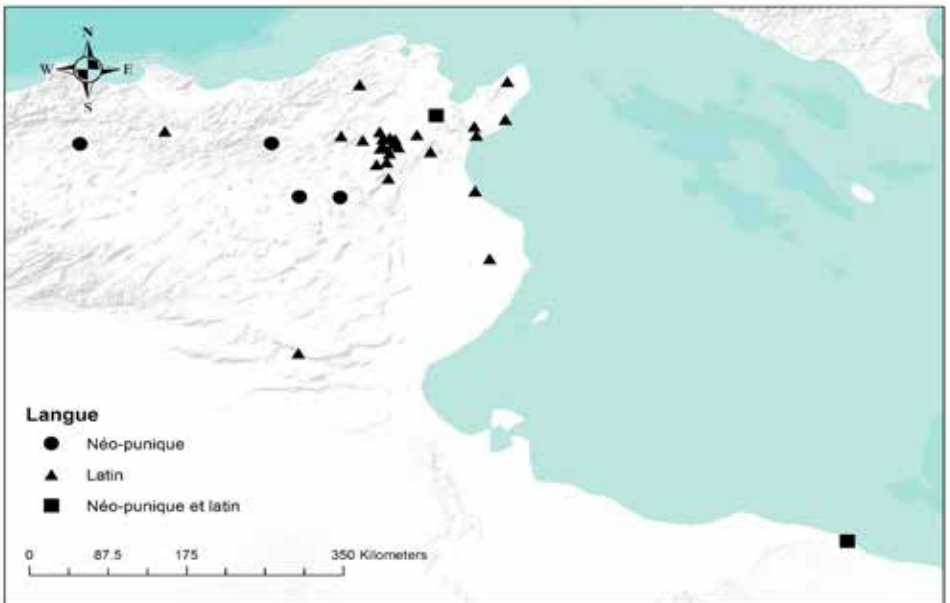 N
W E
S
Langue
Néo-punique
Latin
Néo-punique et latin
0 87.5 175 350 Kilometers